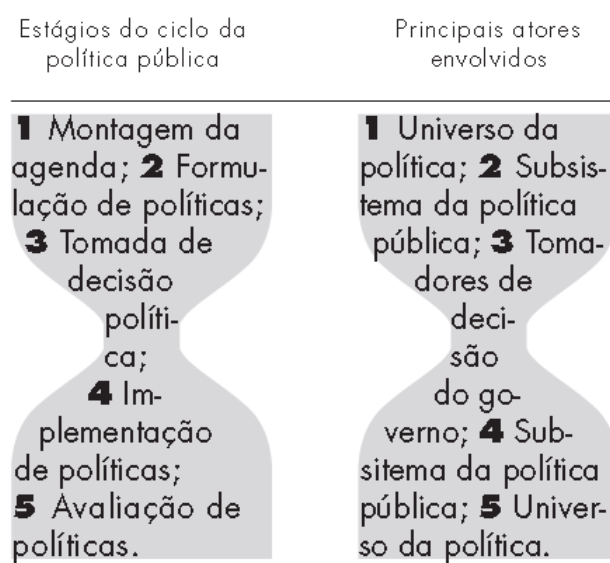 Estágios do ciclo da
política pública
Principais atores
envolvidos
1 Montagem da
agenda; 2 Formu-
lação de políticas;
3 Tomada de
decisão
políti-
ca;
4 Im-
plementação
de políticas;
5 Avaliação de
políticas.
1 Universo da
política; 2 Subsis-
tema da política
pública; 3 Toma-
dores de
deci-
são
do go-
verno; 4 Sub-
sitema da política
pública; 5 Univer-
so da política.